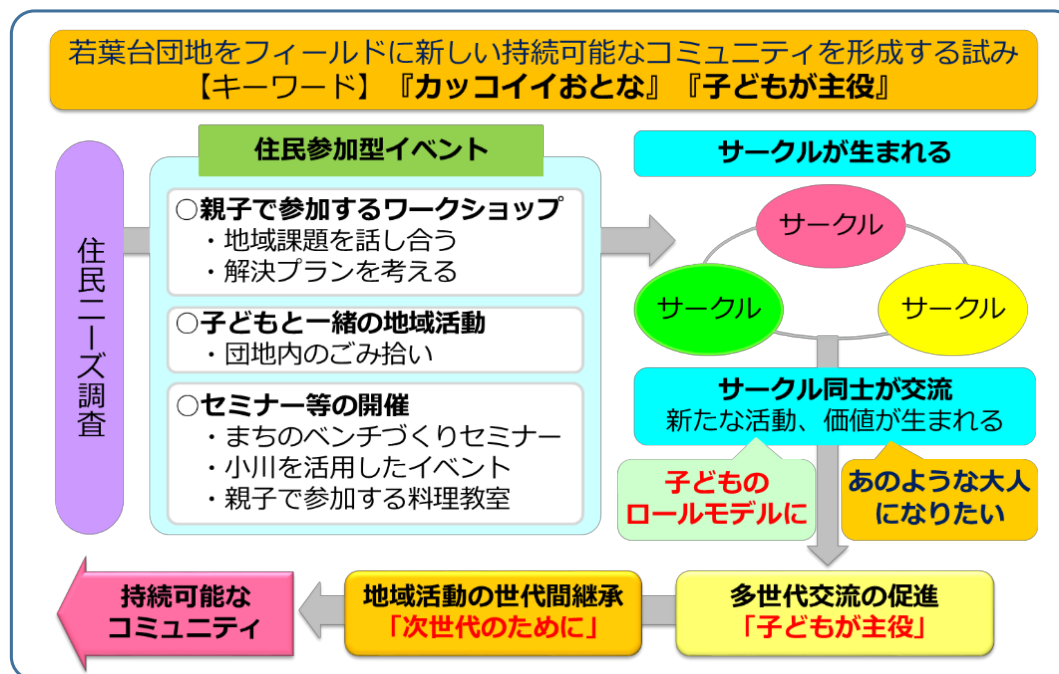 若葉台団地をフィールドに新しい持続可能なコミュニティを形成する試み
【キーワード】『カッコイイおとな』『子どもが主役』
住民ニーズ調査
住民参加型イベント
○親子で参加するワークショップ
・地域課題を話し合う
・解決プランを考える
○子どもと一緒の地域活動
・団地内のごみ拾い
○セミナー等の開催
・まちのベンチづくりセミナー
・小川を活用したイベント
・親子で参加する料理教室
サークルが生まれる
サークル
サークル
サークル
サークル同士が交流
新たな活動、価値が生まれる
子どもの
ロールモデルに
あのような大人
になりたい
多世代交流の促進
「子どもが主役」
地域活動の世代間継承
「次世代のために」
持続可能な
コミュニティ